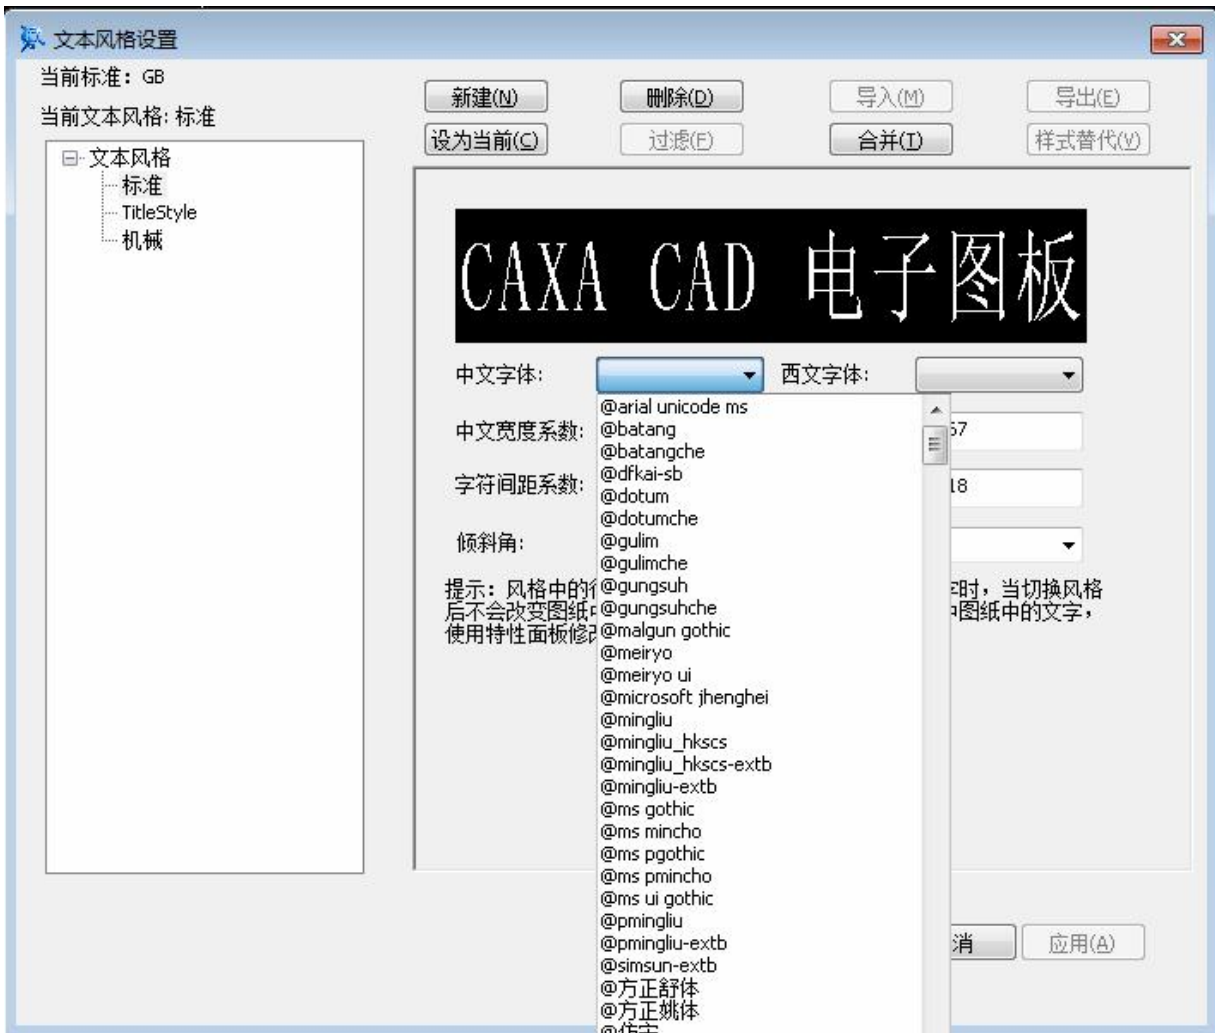 文本风格设置
当前标准: GB
当前文本风格: 标准
文本风格
标准
TitleStyle
机械
新建(N)
删除(D)
导入(M)
导出(E)
设为当前(C)
过滤(F)
合并(T)
样式替代(V)
CAXA CAD 电子图板
中文字体:
西文字体:
中文宽度系数:
67
字符间距系数:
18
倾斜角:
提示: 风格中的
字时, 当切换风格
后不会改变图纸
中图纸中的文字,
使用特性面板修
@arial unicode ms
@batang
@batangche
@dfkai-sb
@dotum
@dotumche
@gulim
@gulimche
@gungsuh
@gungsuhche
@malgun gothic
@meiryo
@meiryo ui
@microsoft jhenghei
@mingliu
@mingliu_hkscs
@mingliu_hkscs-extb
@mingliu-extb
@ms gothic
@ms mincho
@ms pgothic
@ms pmincho
@ms ui gothic
@pmingliu
@pmingliu-extb
@simsun-extb
@方正舒体
@方正姚体
@仿宋
消
应用(A)